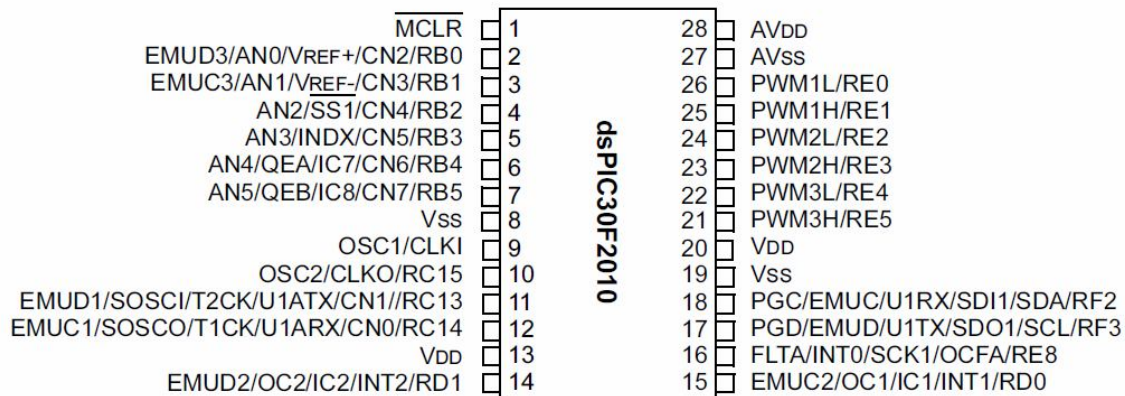 MCLR 1 28 AVDD
EMUD3/AN0/VREF+/CN2/RB0 2 27 AVSS
EMUC3/AN1/VREF-/CN3/RB1 3 26 PWM1L/RE0
AN2/SS1/CN4/RB2 4 25 PWM1H/RE1
AN3/INDX/CN5/RB3 5 24 PWM2L/RE2
AN4/QEA/IC7/CN6/RB4 6 23 PWM2H/RE3
AN5/QEB/IC8/CN7/RB5 7 22 PWM3L/RE4
VSS 8 21 PWM3H/RE5
OSC1/CLKI 9 20 VDD
OSC2/CLKO/RC15 10 19 VSS
EMUD1/SOSCI/T2CK/U1ATX/CN1//RC13 11 18 PGC/EMUC/U1RX/SDI1/SDA/RF2
EMUC1/SOSCO/T1CK/U1ARX/CN0/RC14 12 17 PGD/EMUD/U1TX/SDO1/SCL/RF3
VDD 13 16 FLTA/INT0/SCK1/OCFA/RE8
EMUD2/OC2/IC2/INT2/RD1 14 15 EMUC2/OC1/IC1/INT1/RD0
dsPIC30F2010